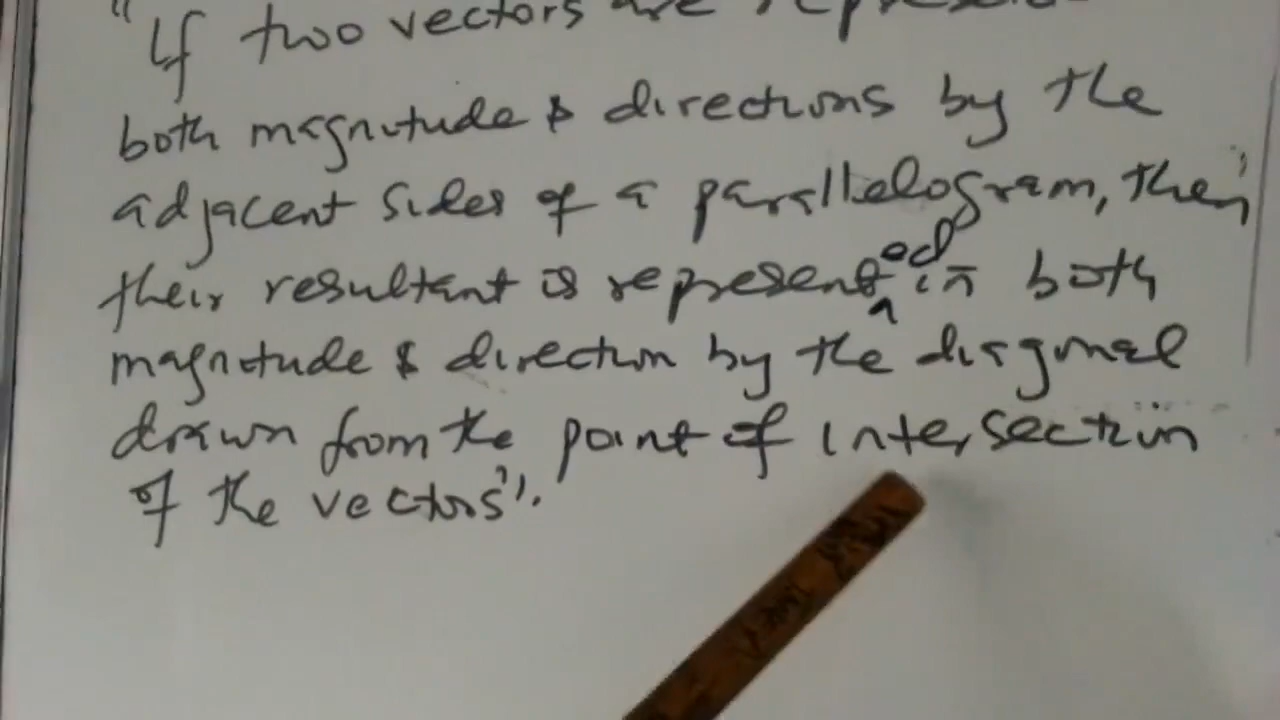 "If two vectors are
both magnitude & directions by the
adjacent sides of a parallelogram, then
their resultant is represented in both
magnitude & direction by the diagonal
drawn from the point of intersection
of the vectors".